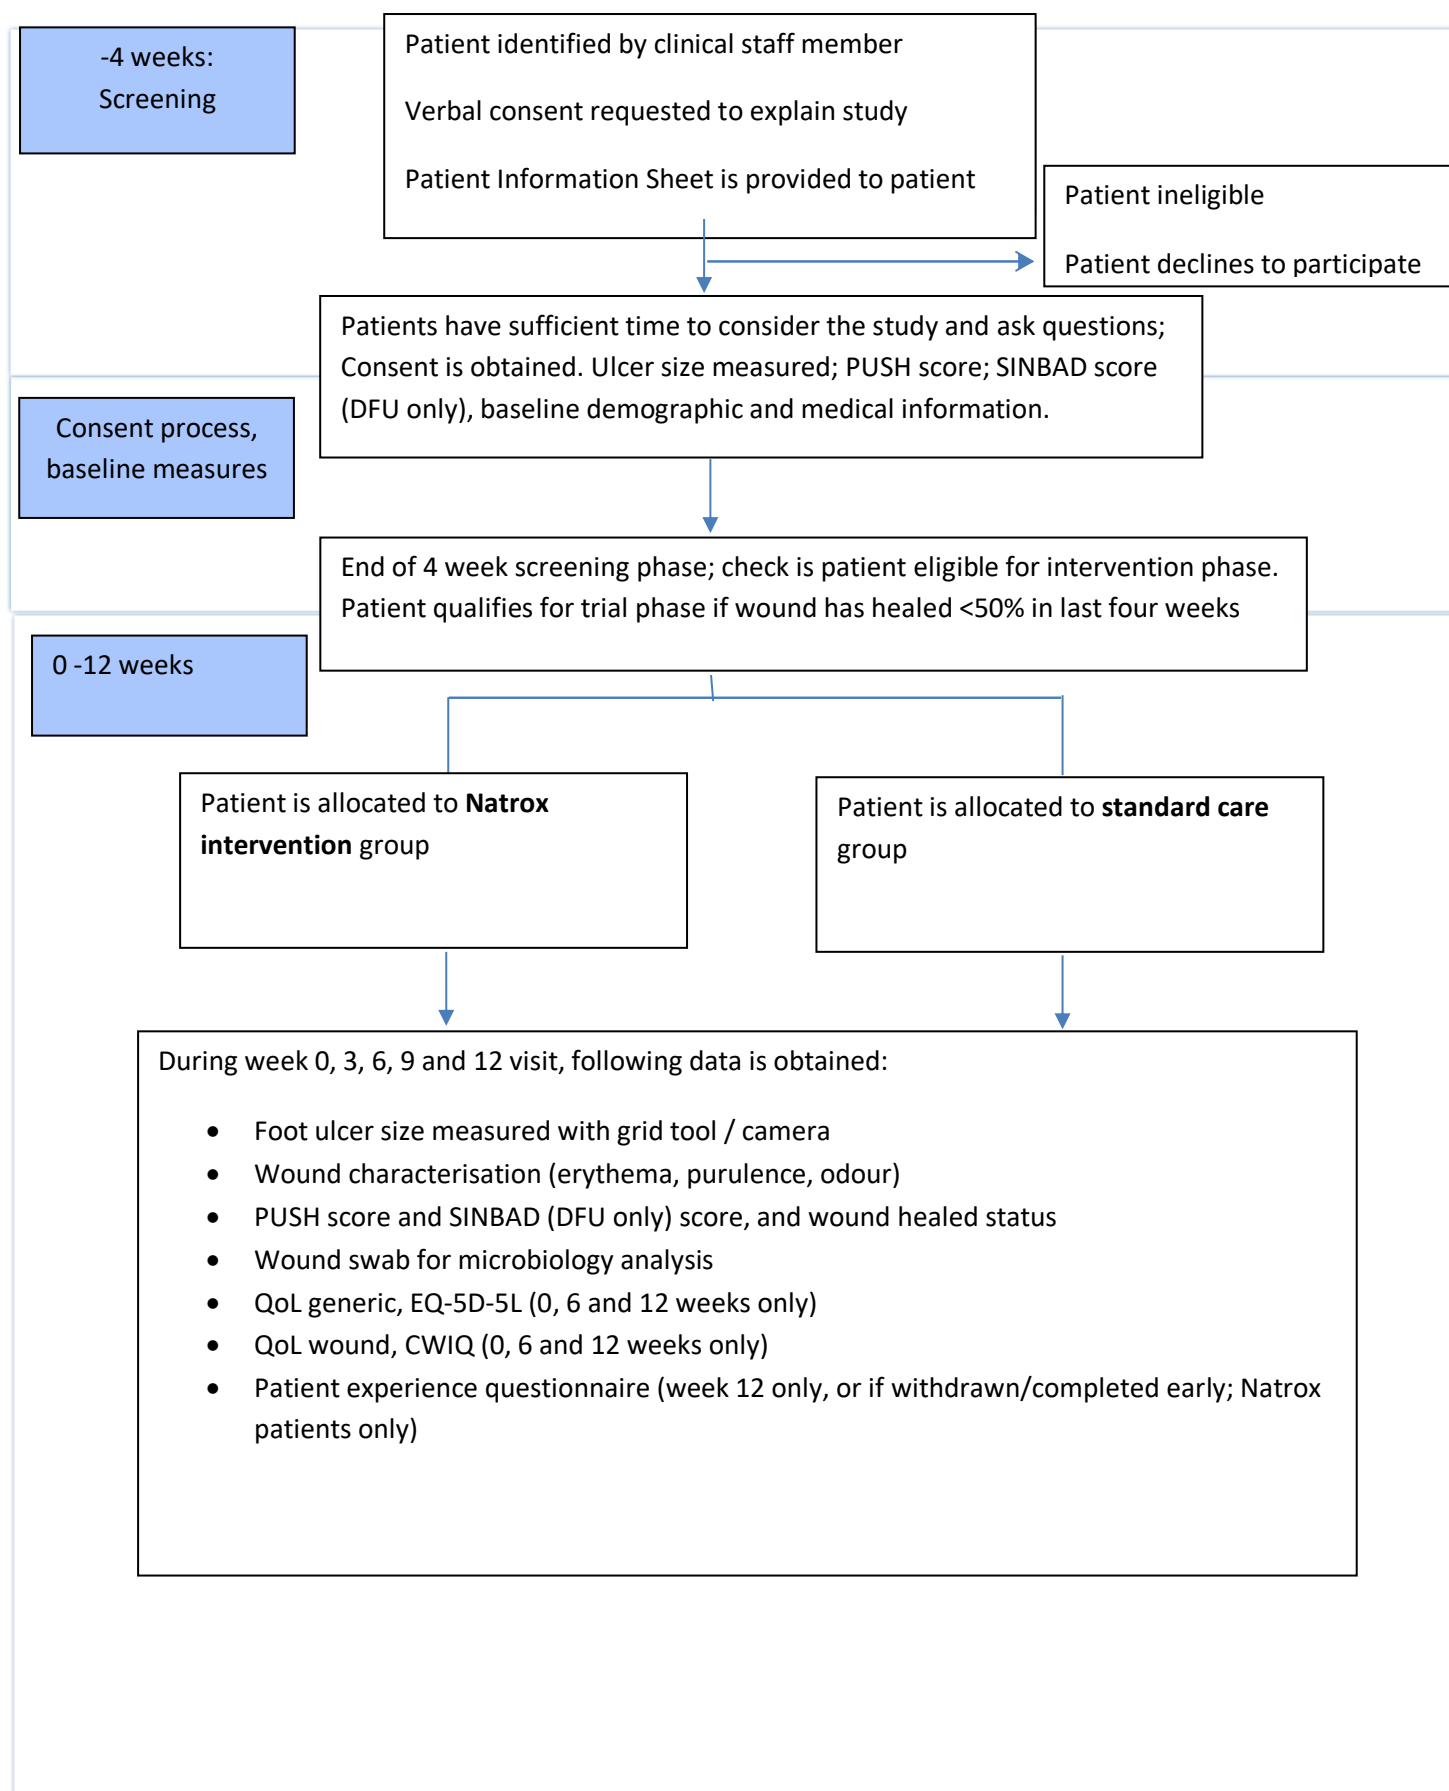 -4 weeks:
Screening
Patient identified by clinical staff member
Verbal consent requested to explain study
Patient Information Sheet is provided to patient
Patient ineligible
Patient declines to participate
Patients have sufficient time to consider the study and ask questions;
Consent is obtained. Ulcer size measured; PUSH score; SINBAD score
(DFU only), baseline demographic and medical information.
Consent process,
baseline measures
End of 4 week screening phase; check is patient eligible for intervention phase.
Patient qualifies for trial phase if wound has healed <50% in last four weeks
0 -12 weeks
Patient is allocated to Natrox
intervention group
Patient is allocated to standard care
group
During week 0, 3, 6, 9 and 12 visit, following data is obtained:
• Foot ulcer size measured with grid tool / camera
• Wound characterisation (erythema, purulence, odour)
• PUSH score and SINBAD (DFU only) score, and wound healed status
• Wound swab for microbiology analysis
• QoL generic, EQ-5D-5L (0, 6 and 12 weeks only)
• QoL wound, CWIQ (0, 6 and 12 weeks only)
• Patient experience questionnaire (week 12 only, or if withdrawn/completed early; Natrox
patients only)